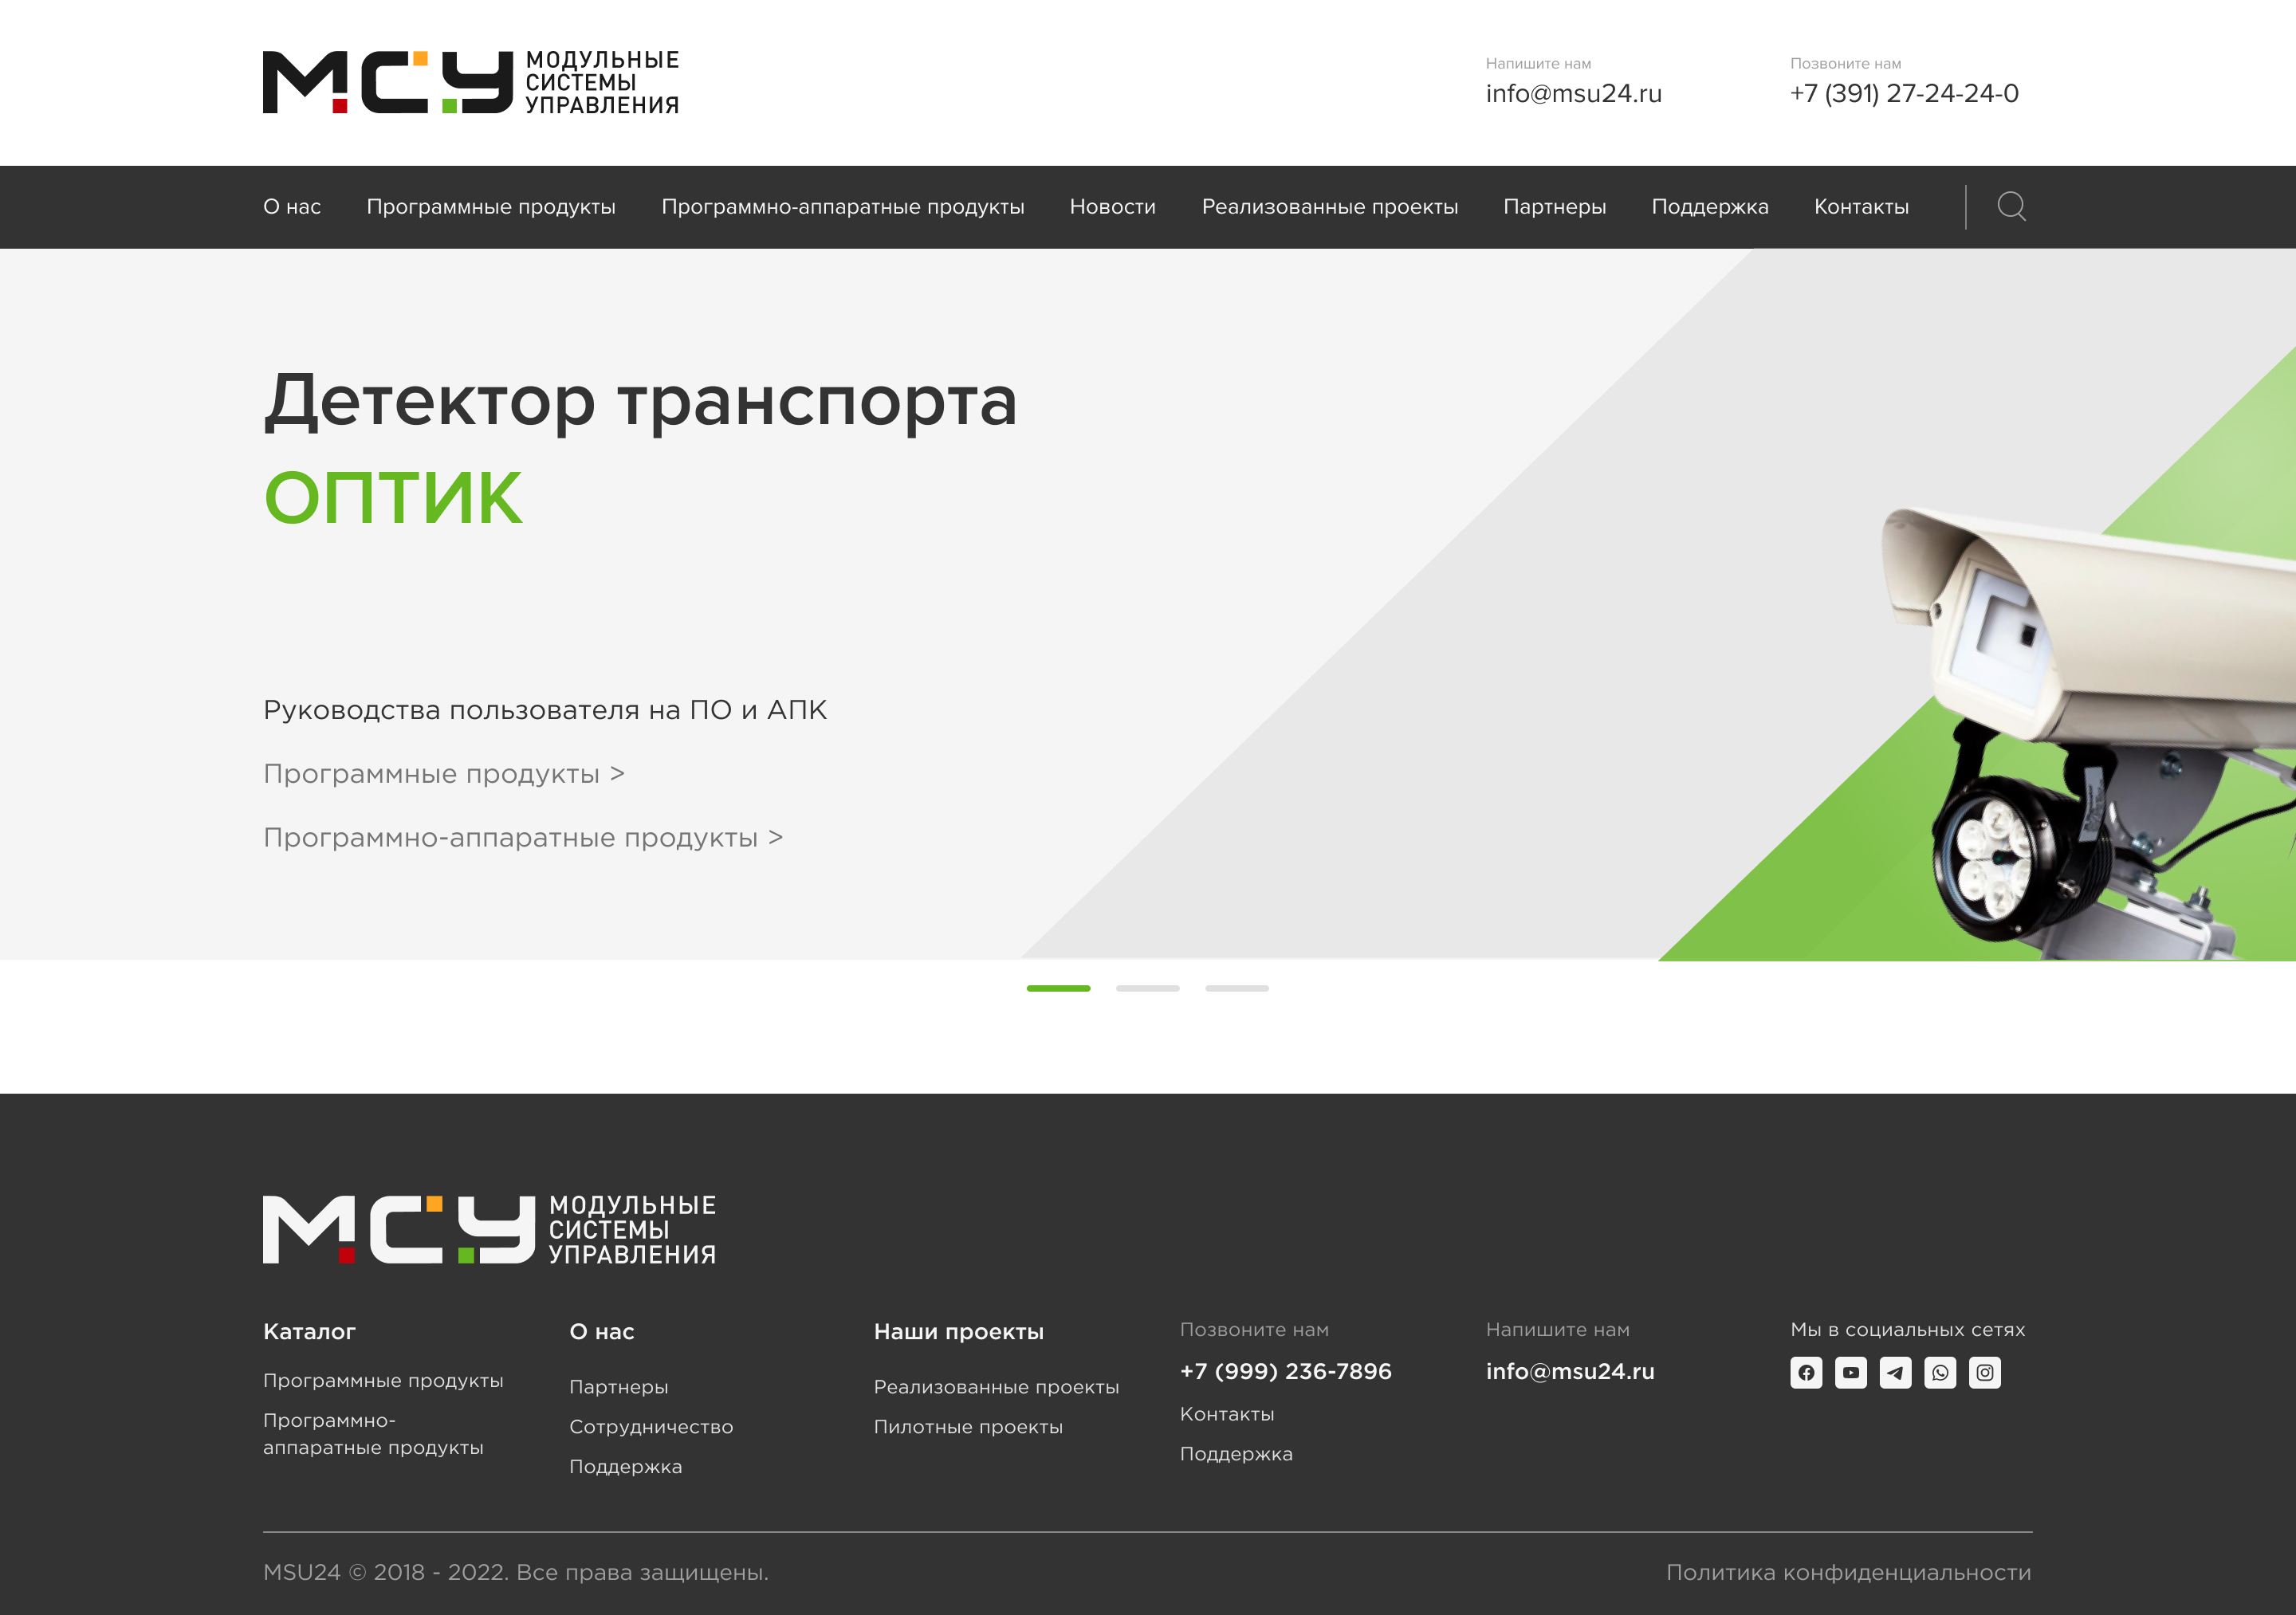 МСУ МОДУЛЬНЫЕ
СИСТЕМЫ
УПРАВЛЕНИЯ
Напишите нам
info@msu24.ru
Позвоните нам
+7 (391) 27-24-24-0
О нас Программные продукты Программно-аппаратные продукты Новости Реализованные проекты Партнеры Поддержка Контакты
Детектор транспорта
ОПТИК
Руководства пользователя на ПО и АПК
Программные продукты >
Программно-аппаратные продукты >
МСУ МОДУЛЬНЫЕ
СИСТЕМЫ
УПРАВЛЕНИЯ
Каталог
Программные продукты
Программно-
аппаратные продукты
О нас
Партнеры
Сотрудничество
Поддержка
Наши проекты
Реализованные проекты
Пилотные проекты
Позвоните нам
+7 (999) 236-7896
Контакты
Поддержка
Напишите нам
info@msu24.ru
Мы в социальных сетях
MSU24 © 2018 - 2022. Все права защищены.
Политика конфиденциальности